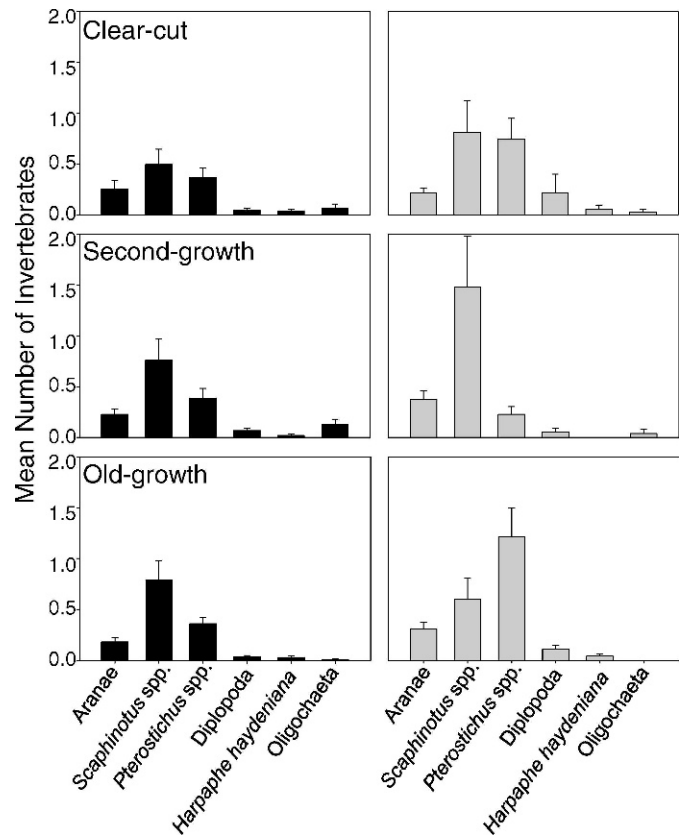 Mean Number of Invertebrates
Clear-cut
2.0
1.5
1.0
0.5
0.0
Second-growth
2.0
1.5
1.0
0.5
0.0
Old-growth
2.0
1.5
1.0
0.5
0.0
Aranae
Scaphinotus spp.
Pterostichus spp.
Diplopoda
Harpaphe haydeniana
Oligochaeta
Aranae
Scaphinotus spp.
Pterostichus spp.
Diplopoda
Harpaphe haydeniana
Oligochaeta